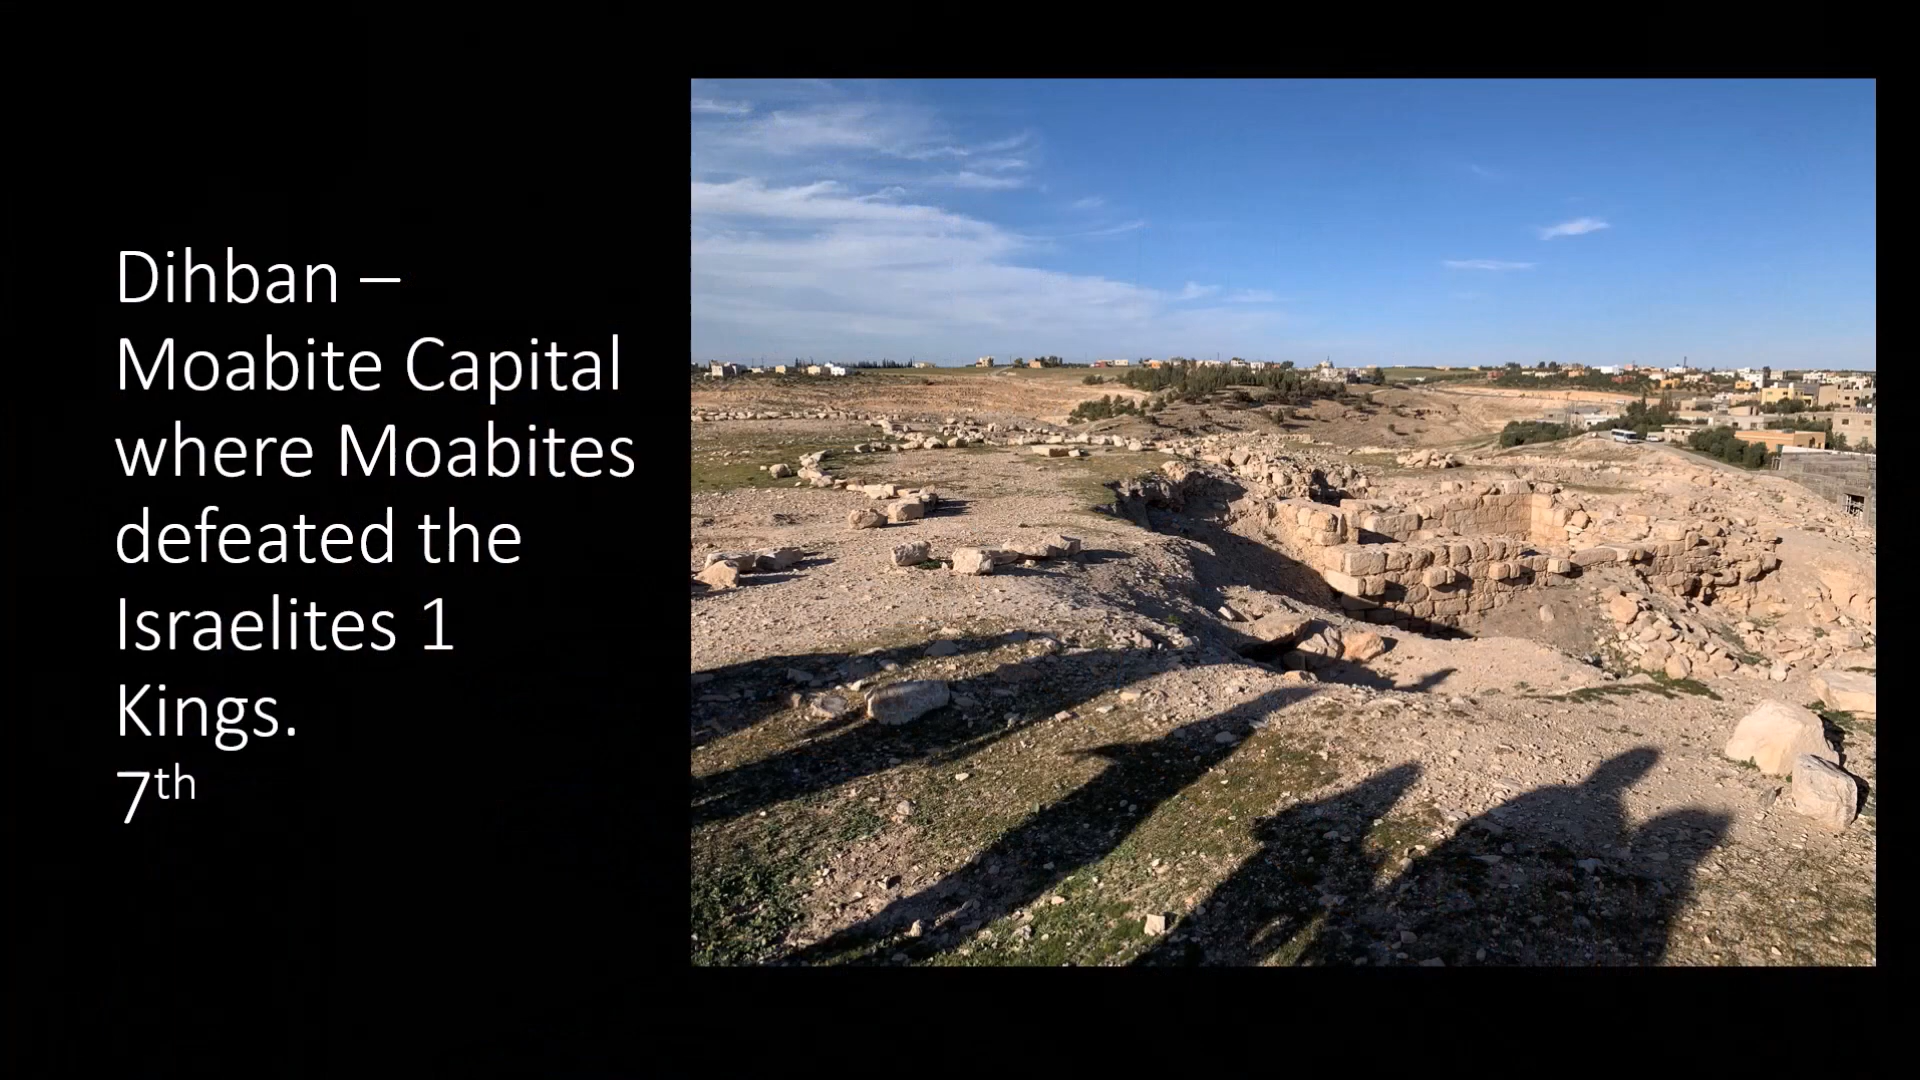 Dihban –
Moabite Capital
where Moabites
defeated the
Israelites 1
Kings.
7th